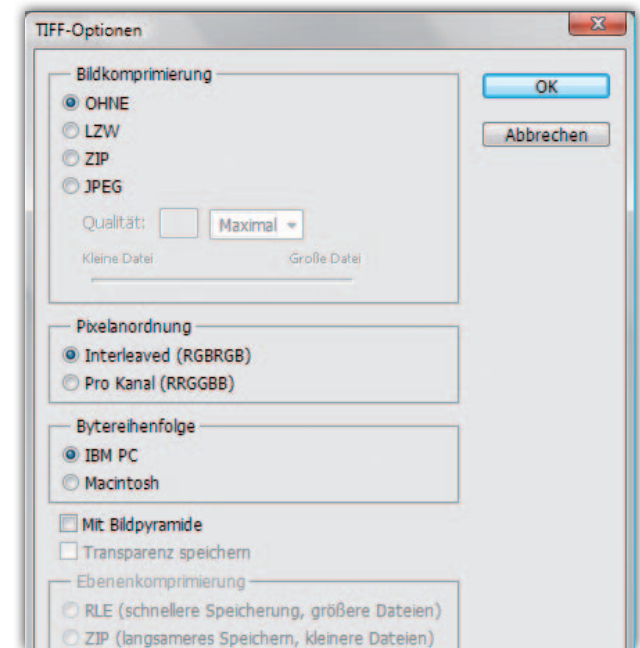 TIFF-Optionen
Bildkomprimierung
OHNE
LZW
ZIP
JPEG
Qualität: Maximal
Kleine Datei Große Datei
OK
Abbrechen
Pixelanordnung
Interleaved (RGBRGB)
Pro Kanal (RRGGBB)
Bytereihenfolge
IBM PC
Macintosh
Mit Bildpyramide
Transparenz speichern
Ebenenkomprimierung
RLE (schnellere Speicherung, größere Dateien)
ZIP (langsameres Speichern, kleinere Dateien)